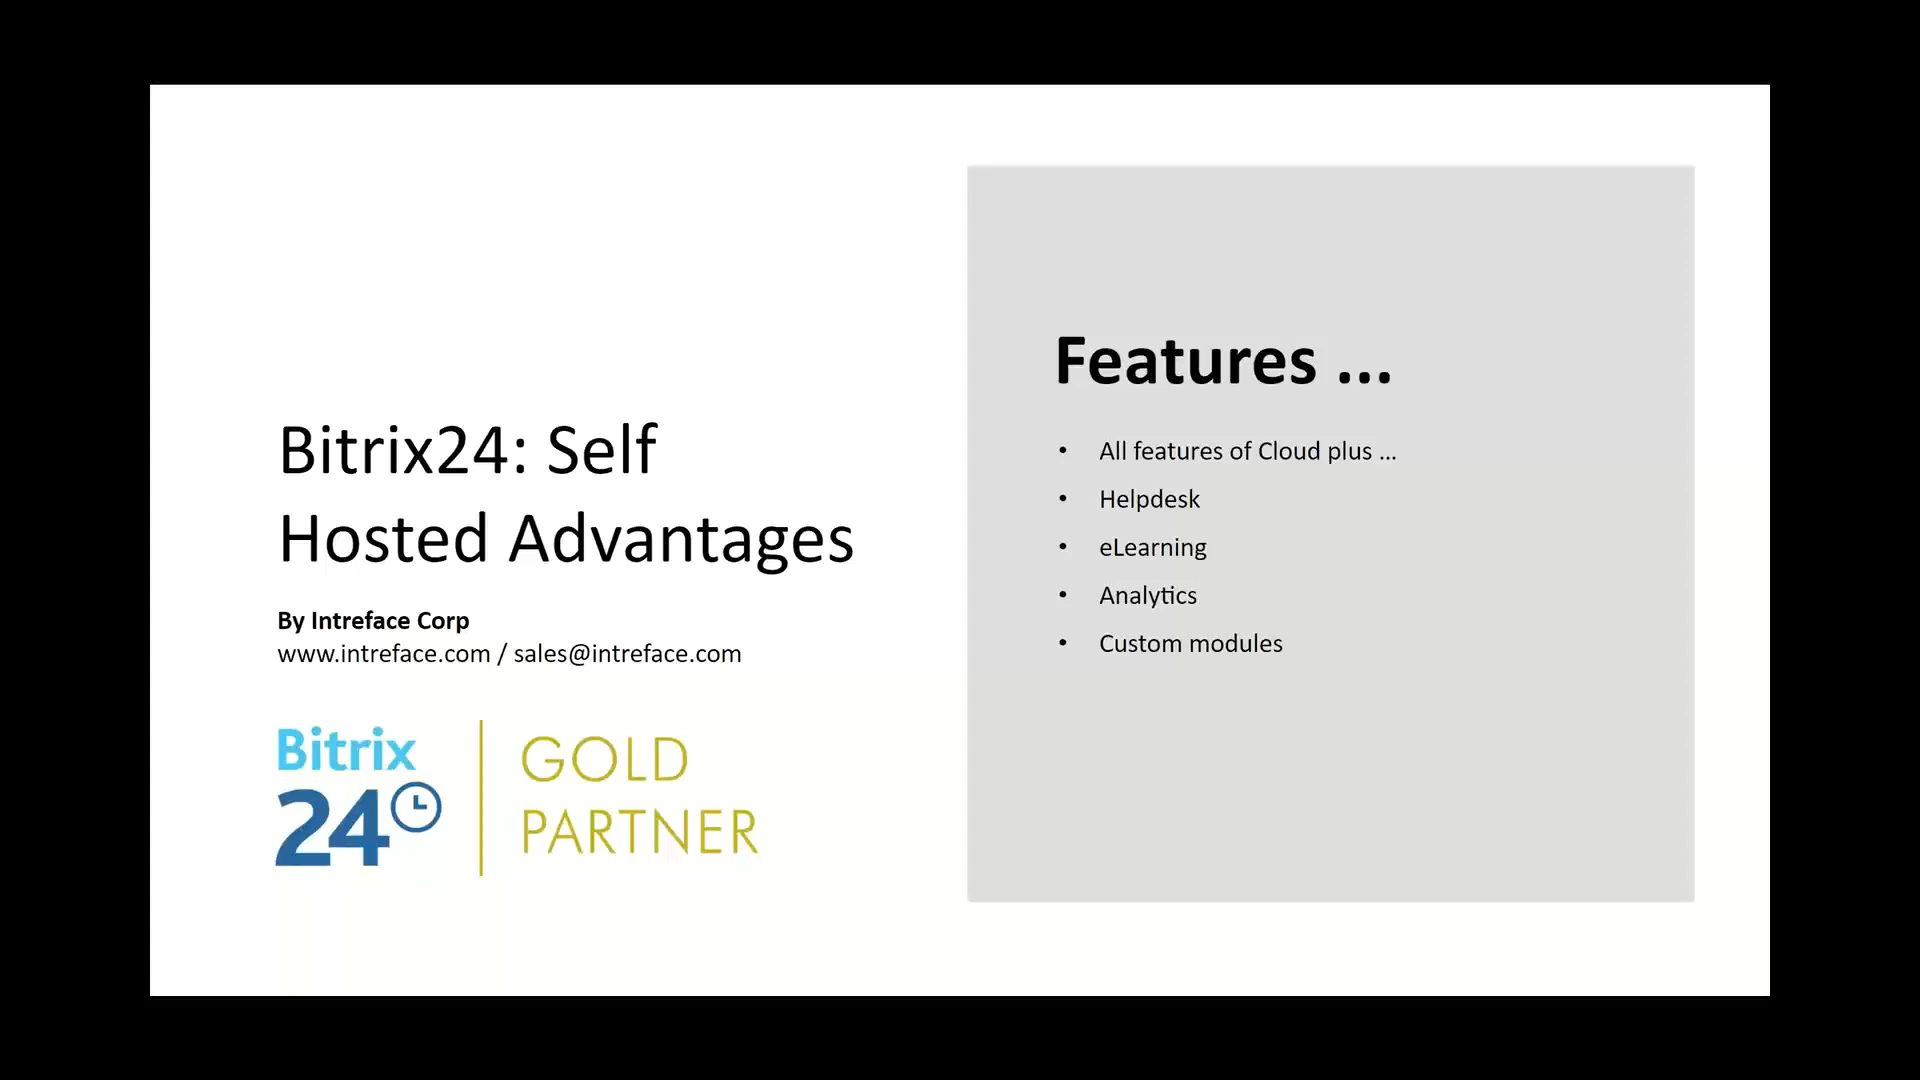 Bitrix24: Self
Hosted Advantages
By Intreface Corp
www.intreface.com / sales@intreface.com
Bitrix
24
GOLD
PARTNER
Features ...
• All features of Cloud plus ...
• Helpdesk
• eLearning
• Analytics
• Custom modules